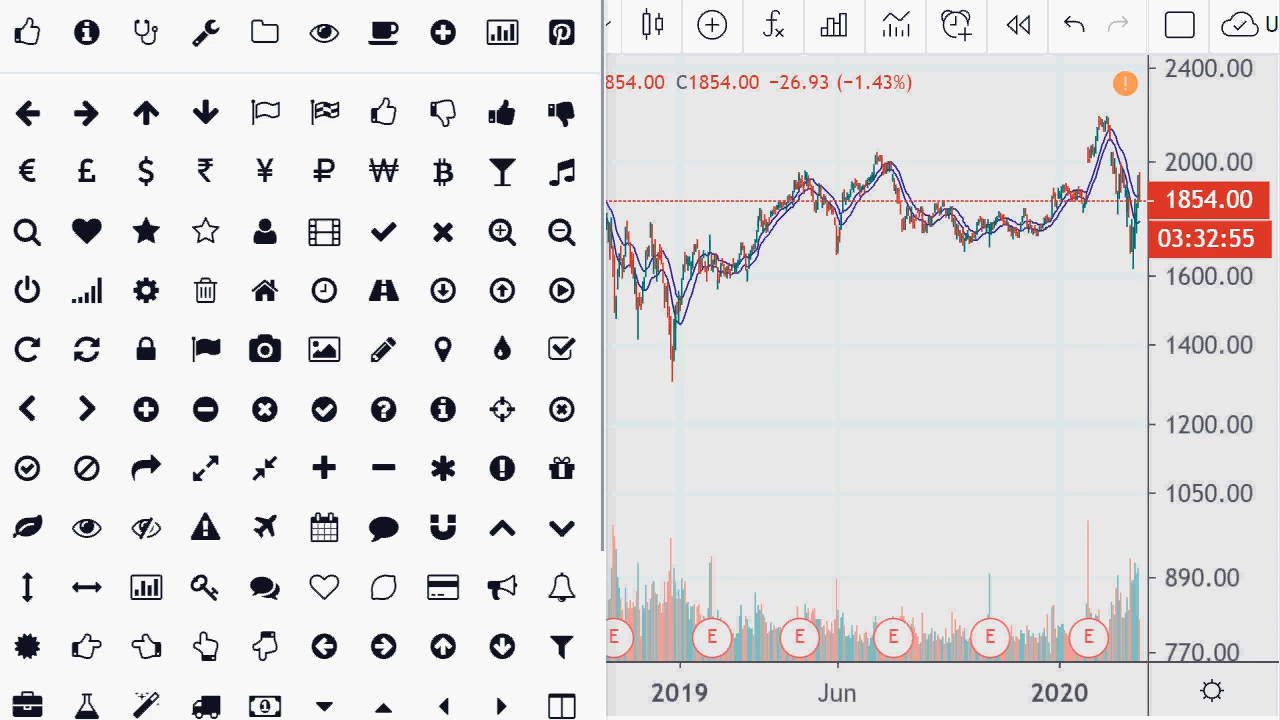 U
854.00 C1854.00 −26.93 (−1.43%)
2400.00
2000.00
1854.00
03:32:55
1600.00
1400.00
1200.00
1050.00
890.00
770.00
E E E E E E
2019 Jun 2020